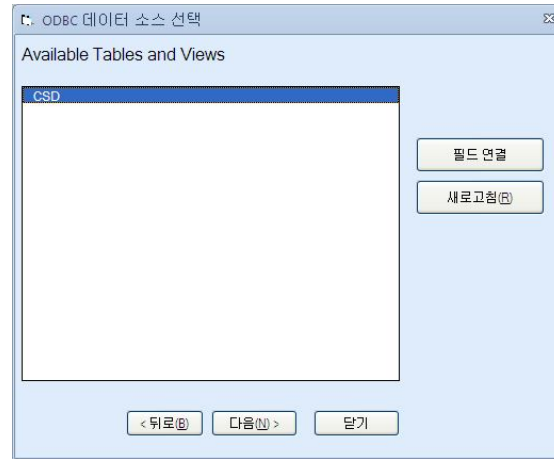 ODBC 데이터 소스 선택
Available Tables and Views
CSD
필드 연결
새로고침(R)
< 뒤로(B) 다음(N) > 닫기